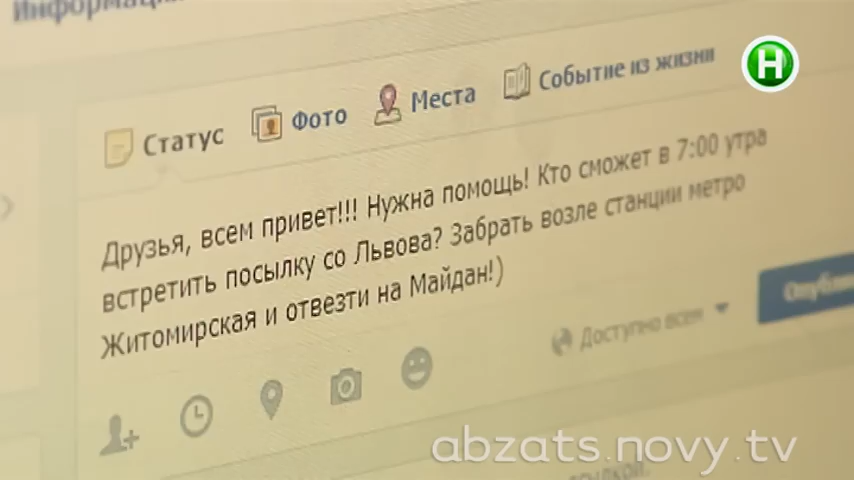 Информац
Н
Статус
Фото
Места
Событие из жизни
Друзья, всем привет!!! Нужна помощь! Кто сможет в 7:00 утра
встретить посылку со Львова? Забрать возле станции метро
Житомирская и отвезти на Майдан!)
Доступно всем
abzats.novy.tv